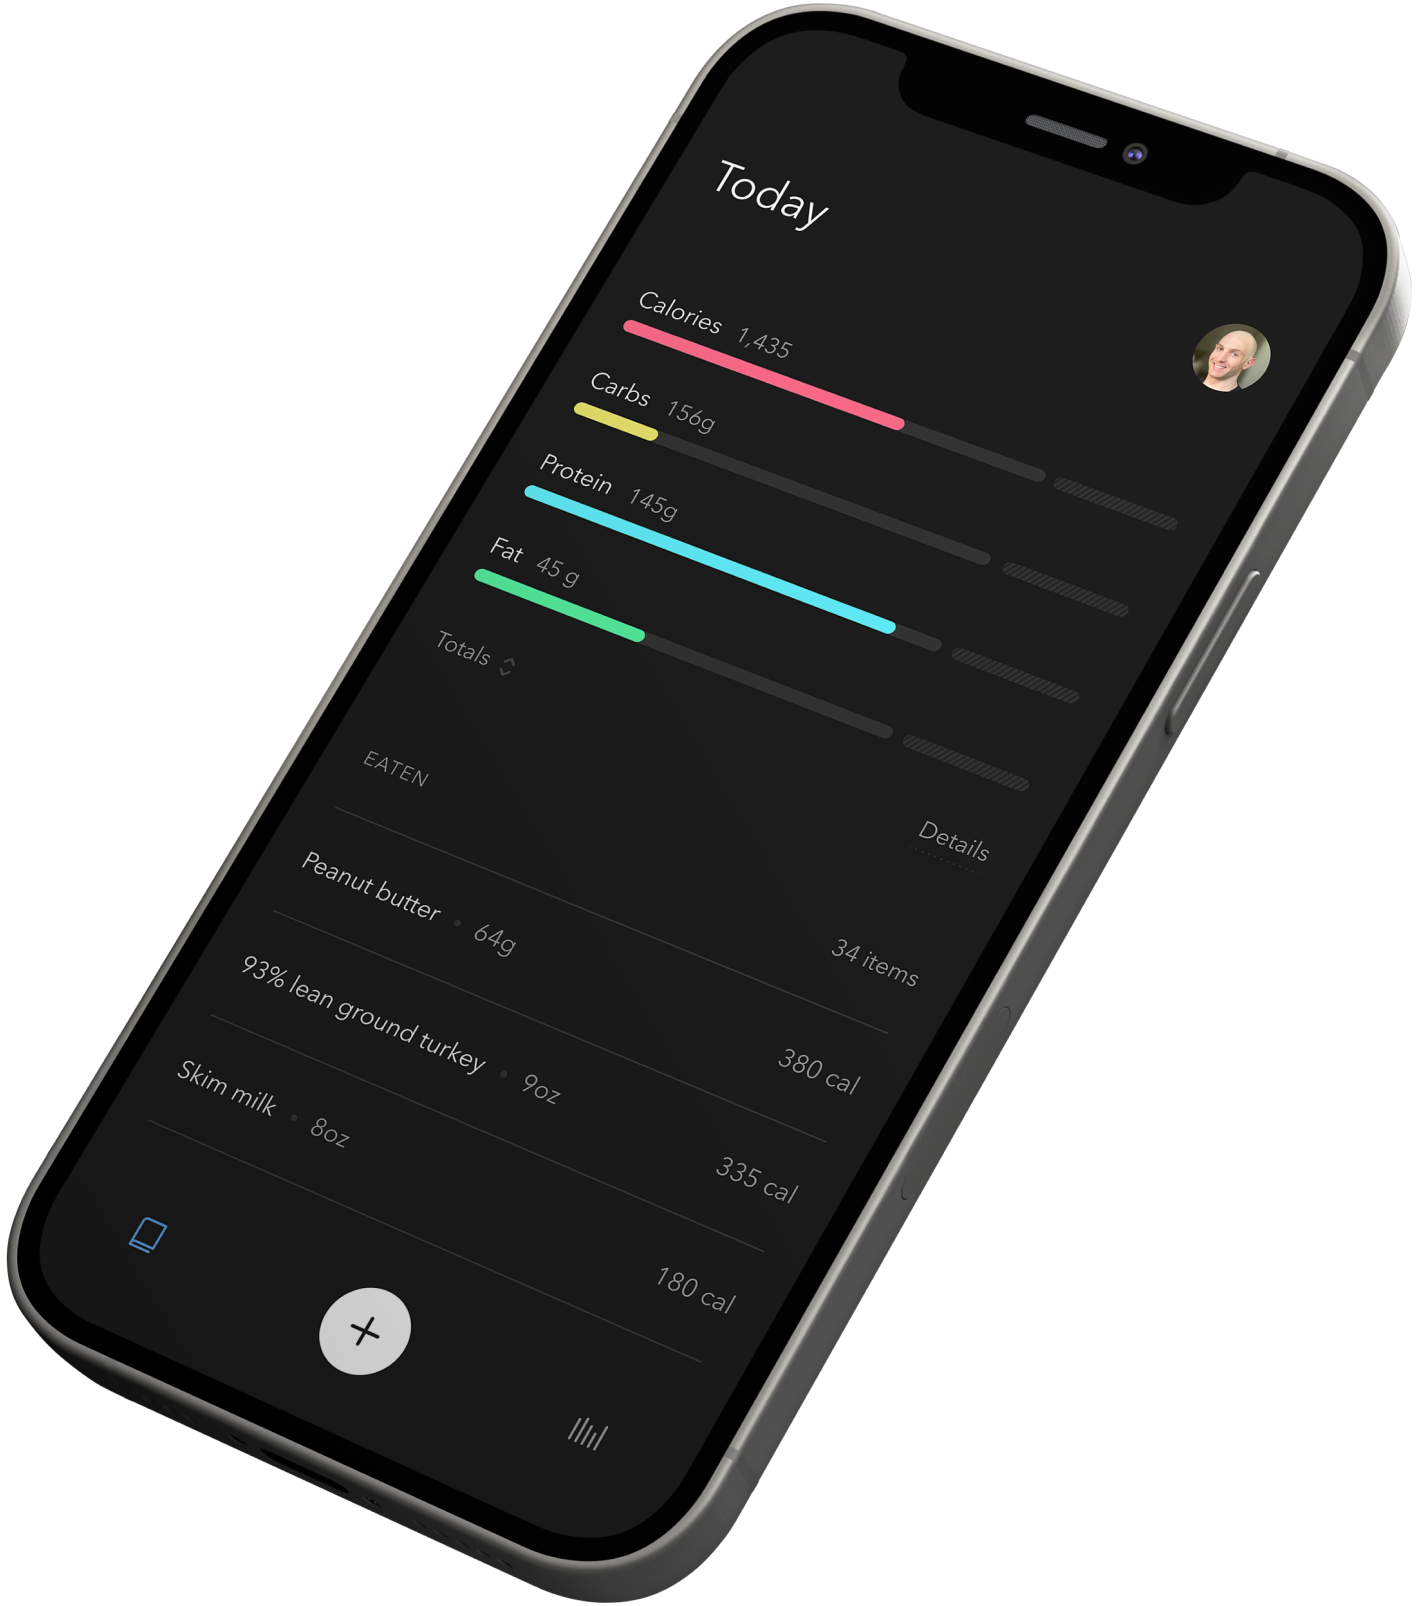 Today
Calories 1,435
Carbs 156g
Protein 145g
Fat 45 g
Totals
Details
EATEN
34 items
Peanut butter • 64g
380 cal
93% lean ground turkey • 9oz
335 cal
Skim milk • 8oz
180 cal